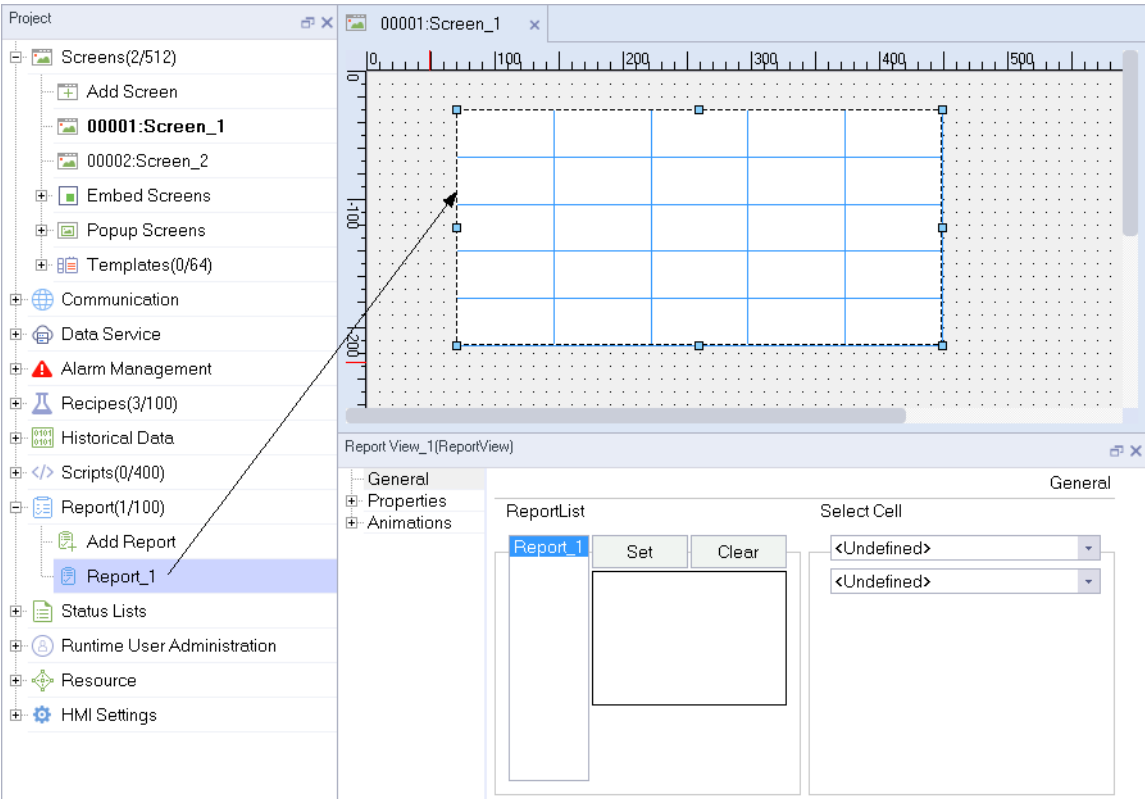 Project
Screens(2/512)
Add Screen
00001:Screen_1
00002:Screen_2
Embed Screens
Popup Screens
Templates(0/64)
Communication
Data Service
Alarm Management
Recipes(3/100)
Historical Data
Scripts(0/400)
Report(1/100)
Add Report
Report_1
Status Lists
Runtime User Administration
Resource
HMI Settings
00001:Screen_1
0 100 200 300 400 500
0
-100
-200
Report View_1(ReportView)
General
Properties
Animations
General
ReportList
Report_1
Set
Clear
Select Cell
<Undefined>
<Undefined>